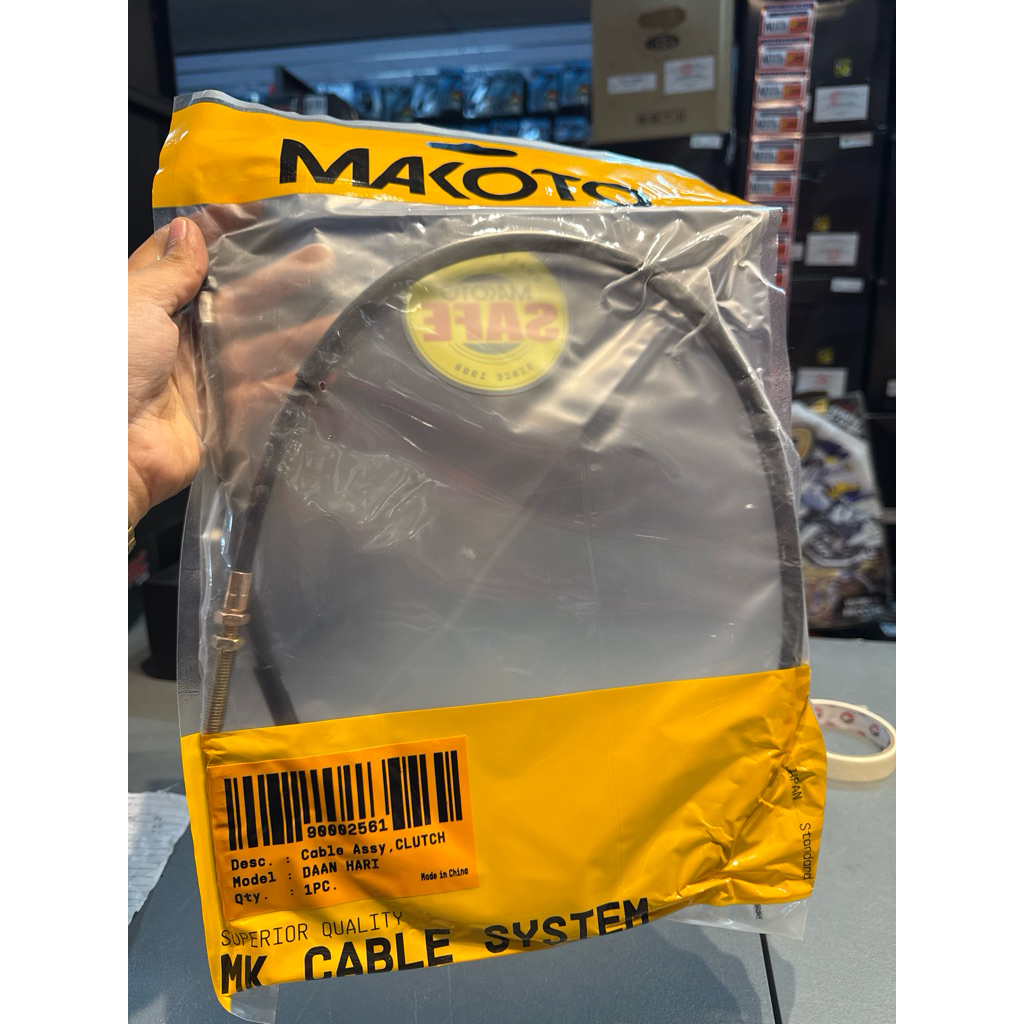 MAKOTO
MAKOTO
SAFE
SINCE 1990
90002561
Desc. : Cable Assy,CLUTCH
Model : DAAN HARI
Qty. : 1PC.
Made in China
JAPAN Standard
SUPERIOR QUALITY
MK CABLE SYSTEM